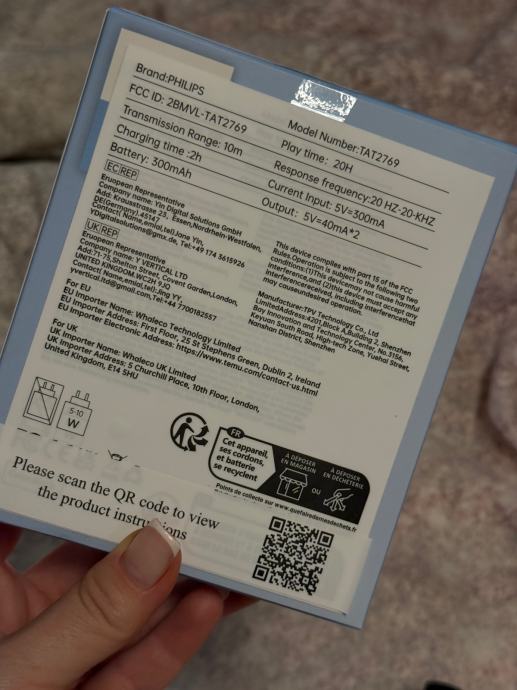 Brand:PHILIPS
FCC ID: 2BMVL-TAT2769
Model Number:TAT2769
Transmission Range: 10m
Play time: 20H
Charging time :2h
Response frequency:20 HZ-20-KHZ
Battery: 300mAh
Current Input: 5V=300mA
Output: 5V=40mA*2
EC REP
Eruopean Representative
Company name: Yin Digital Solutions GmbH
Add: Krausstrasse 23, Essen,Nordrhein-Westfalen,
DE(Germany),45147
Contact( Name,emial,tel):Jone Yin,
YDigitalsolutions@gmx.de, Tel:+49 174 3615926
UK REP
Eruopean Representative
Company name: Y VERTICAL LTD
Add:71-75,Shelton Street, Covent Garden,London,
UNITED KINGDOM,WC2H 9JQ
Contact( Name,emial,tel):Jing YY,
yvertical.ltd@gmail.com,Tel:+44 7700182557
This device complies with part 15 of the FCC
Rules.Operation is subject to the following two
conditions:(1)This devicemay not cause harmful
interference,and (2)this device must accept any
interferencereceived, including interferencethat
may causeundesired operation.
Manufacturer:TPV Technology Co., Ltd
LimitedAddress:4201,Block A,Building 2, Shenzhen
Bay Innovation and Technology Center, No.3156,
Keyuan South Road, High-tech Zone, Yuehai Street,
Nanshan District, Shenzhen
For EU
EU Importer Name: Whaleco Technology Limited
EU Importer Address: First Floor, 25 St Stephens Green, Dublin 2, Ireland
EU Importer Electronic Address: https://www.temu.com/contact-us.html
For UK
UK Importer Name: Whaleco UK Limited
UK Importer Address: 5 Churchill Place, 10th Floor, London,
United Kingdom, E14 5HU
5-10
W
FR
Cet appareil,
ses cordons,
et batterie
se recyclent
À DÉPOSER
EN MAGASIN
OU
À DÉPOSER
EN DÉCHÈTERIE
Points de collecte sur www.quefairedemesdechets.fr
Please scan the QR code to view
the product instructions